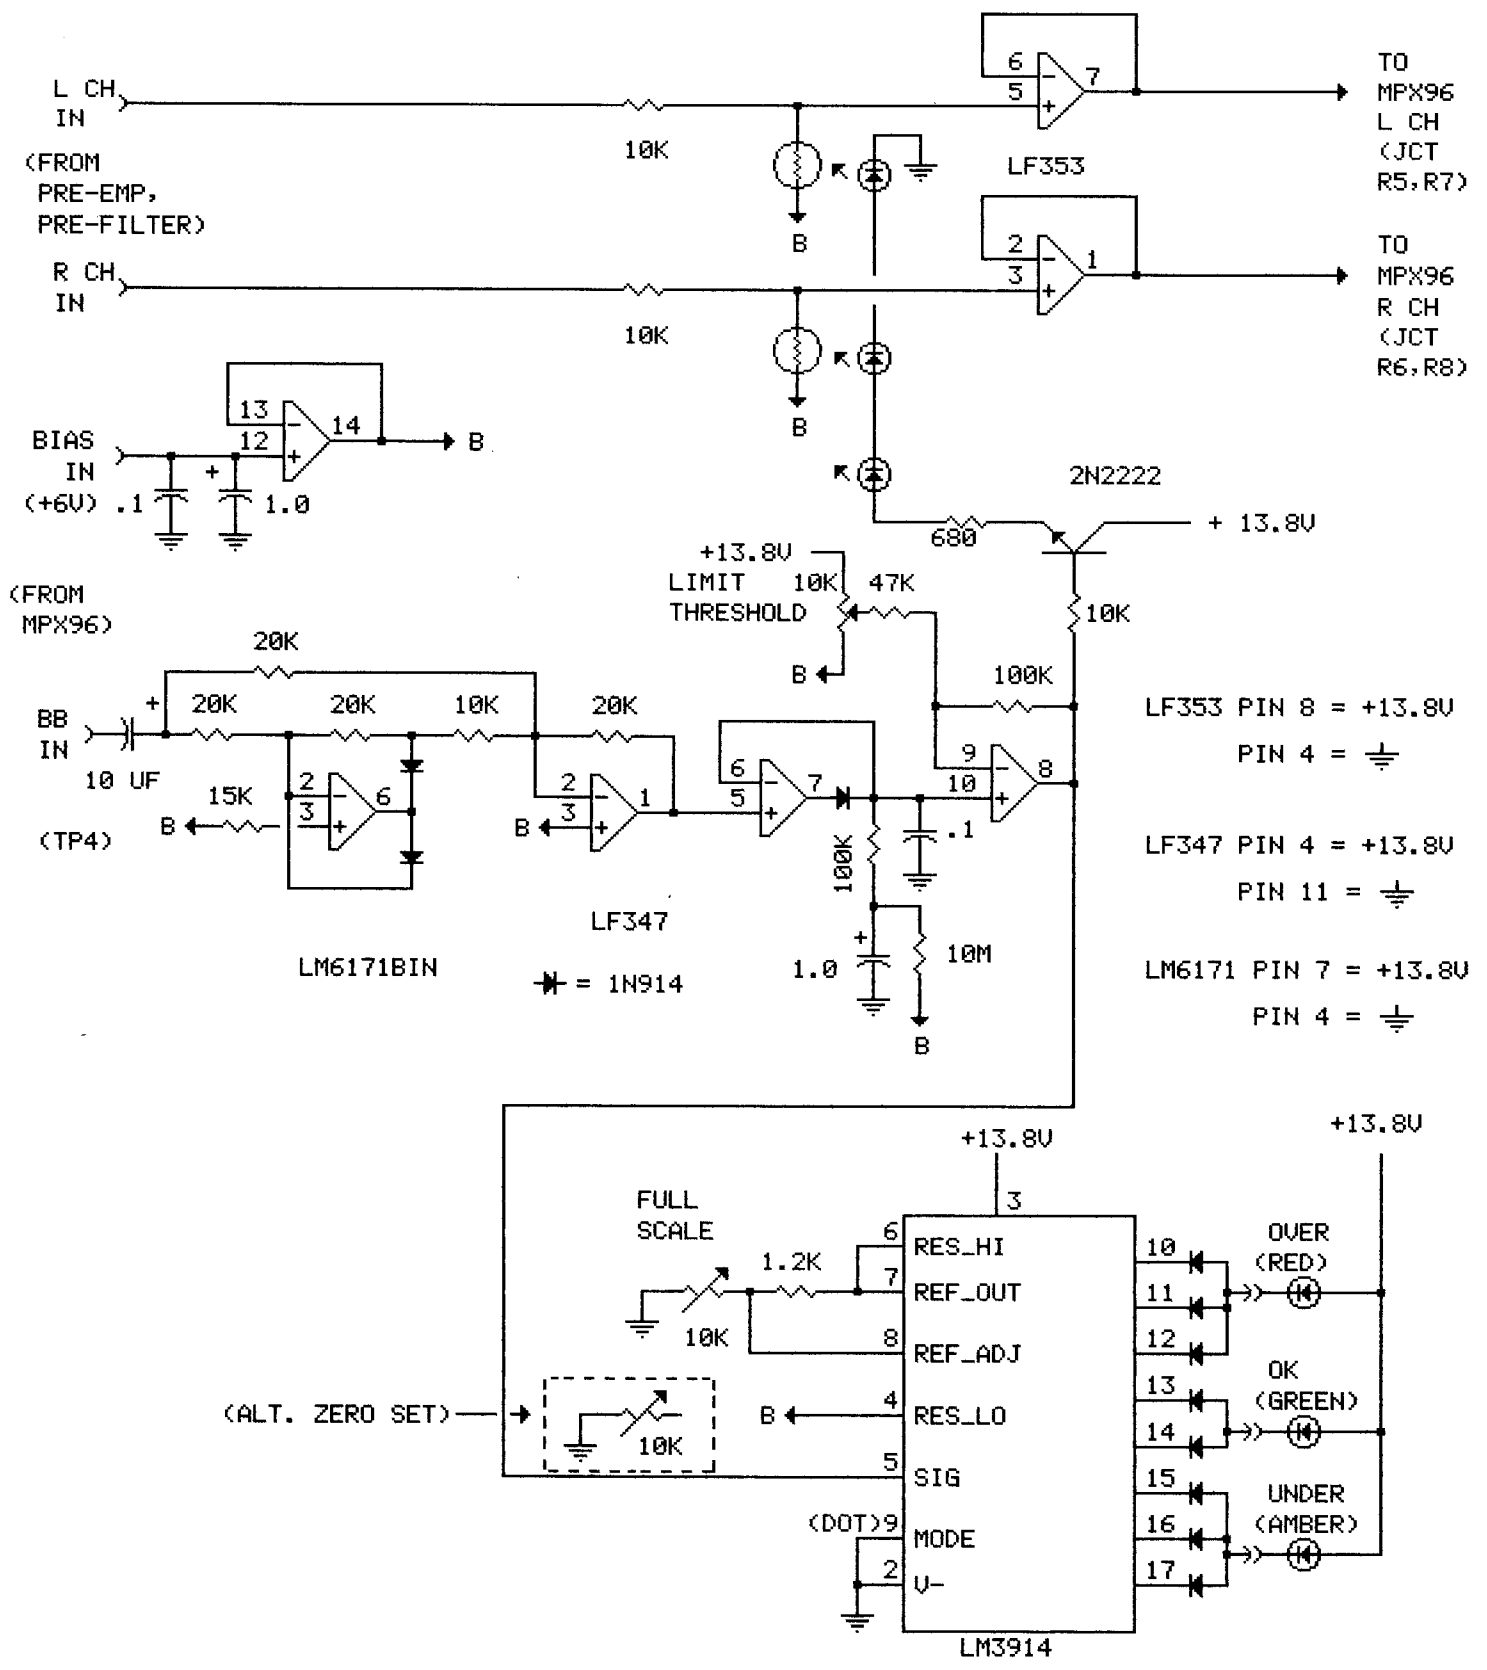 L CH
IN
(FROM
PRE-EMP,
PRE-FILTER)
R CH
IN
10K
10K
B
B
6
5
7
LF353
2
3
1
TO
MPX96
L CH
(JCT
R5,R7)
TO
MPX96
R CH
(JCT
R6,R8)
BIAS
IN
(+6V)
.1
+
1.0
13
12
14
B
2N2222
680
+ 13.8V
+13.8V
LIMIT
THRESHOLD
10K
47K
B
10K
100K
(FROM
MPX96)
BB
IN
+
10 UF
(TP4)
20K
20K
20K
10K
20K
15K
B
2
3
6
B
2
3
1
6
5
7
9
10
8
.1
100K
+
1.0
10M
B
LF347
LM6171BIN
= 1N914
LF353 PIN 8 = +13.8V
PIN 4 =
LF347 PIN 4 = +13.8V
PIN 11 =
LM6171 PIN 7 = +13.8V
PIN 4 =
+13.8V
3
+13.8V
FULL
SCALE
10K
1.2K
6
7
8
4
5
(DOT)9
2
RES_HI
REF_OUT
REF_ADJ
RES_LO
SIG
MODE
V-
B
(ALT. ZERO SET)
10K
10
11
12
13
14
15
16
17
OVER
(RED)
OK
(GREEN)
UNDER
(AMBER)
LM3914